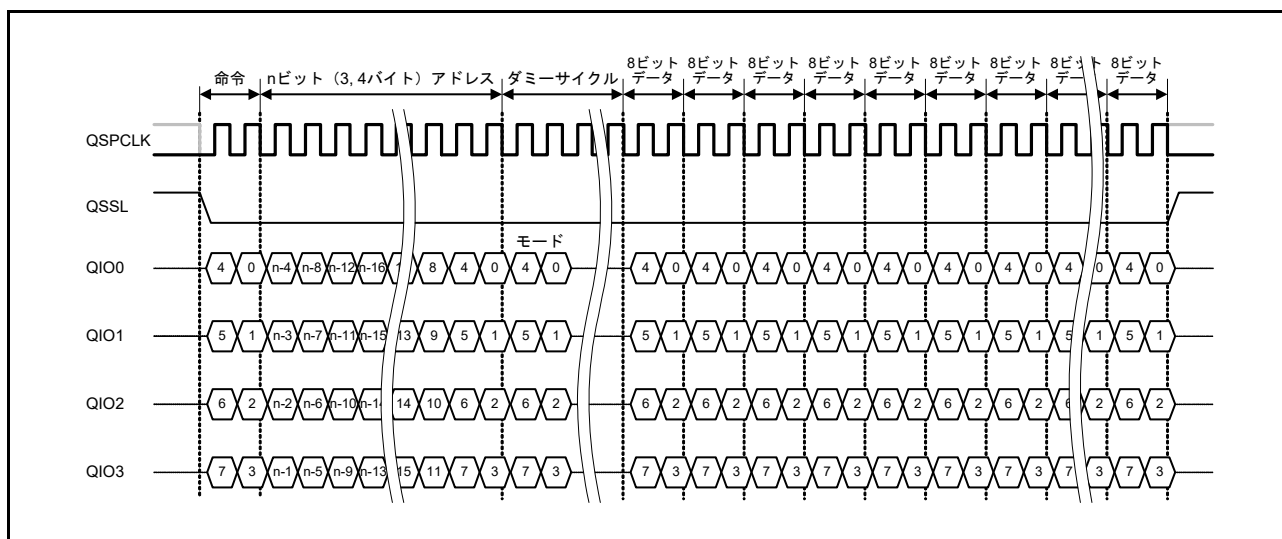 8ビット 8ビット 8ビット 8ビット 8ビット 8ビット 8ビット 8ビット 8ビット
命令 nビット（3, 4バイト）アドレス ダミーサイクル データ データ データ データ データ データ データ データ データ
QSPCLK
QSSL
モード
QIO0 4 0 n-4 n-8 n-12 n-16 8 4 0 4 0 4 0 4 0 4 0 4 0 4 0 4 0 4 0 4 0 4 0
QIO1 5 1 n-3 n-7 n-11 n-15 13 9 5 1 5 1 5 1 5 1 5 1 5 1 5 1 5 1 5 1 5 1 5 1
QIO2 6 2 n-2 n-6 n-10 n-14 14 10 6 2 6 2 6 2 6 2 6 2 6 2 6 2 6 2 6 2 6 2 6 2
QIO3 7 3 n-1 n-5 n-9 n-13 15 11 7 3 7 3 7 3 7 3 7 3 7 3 7 3 7 3 7 3 7 3 7 3